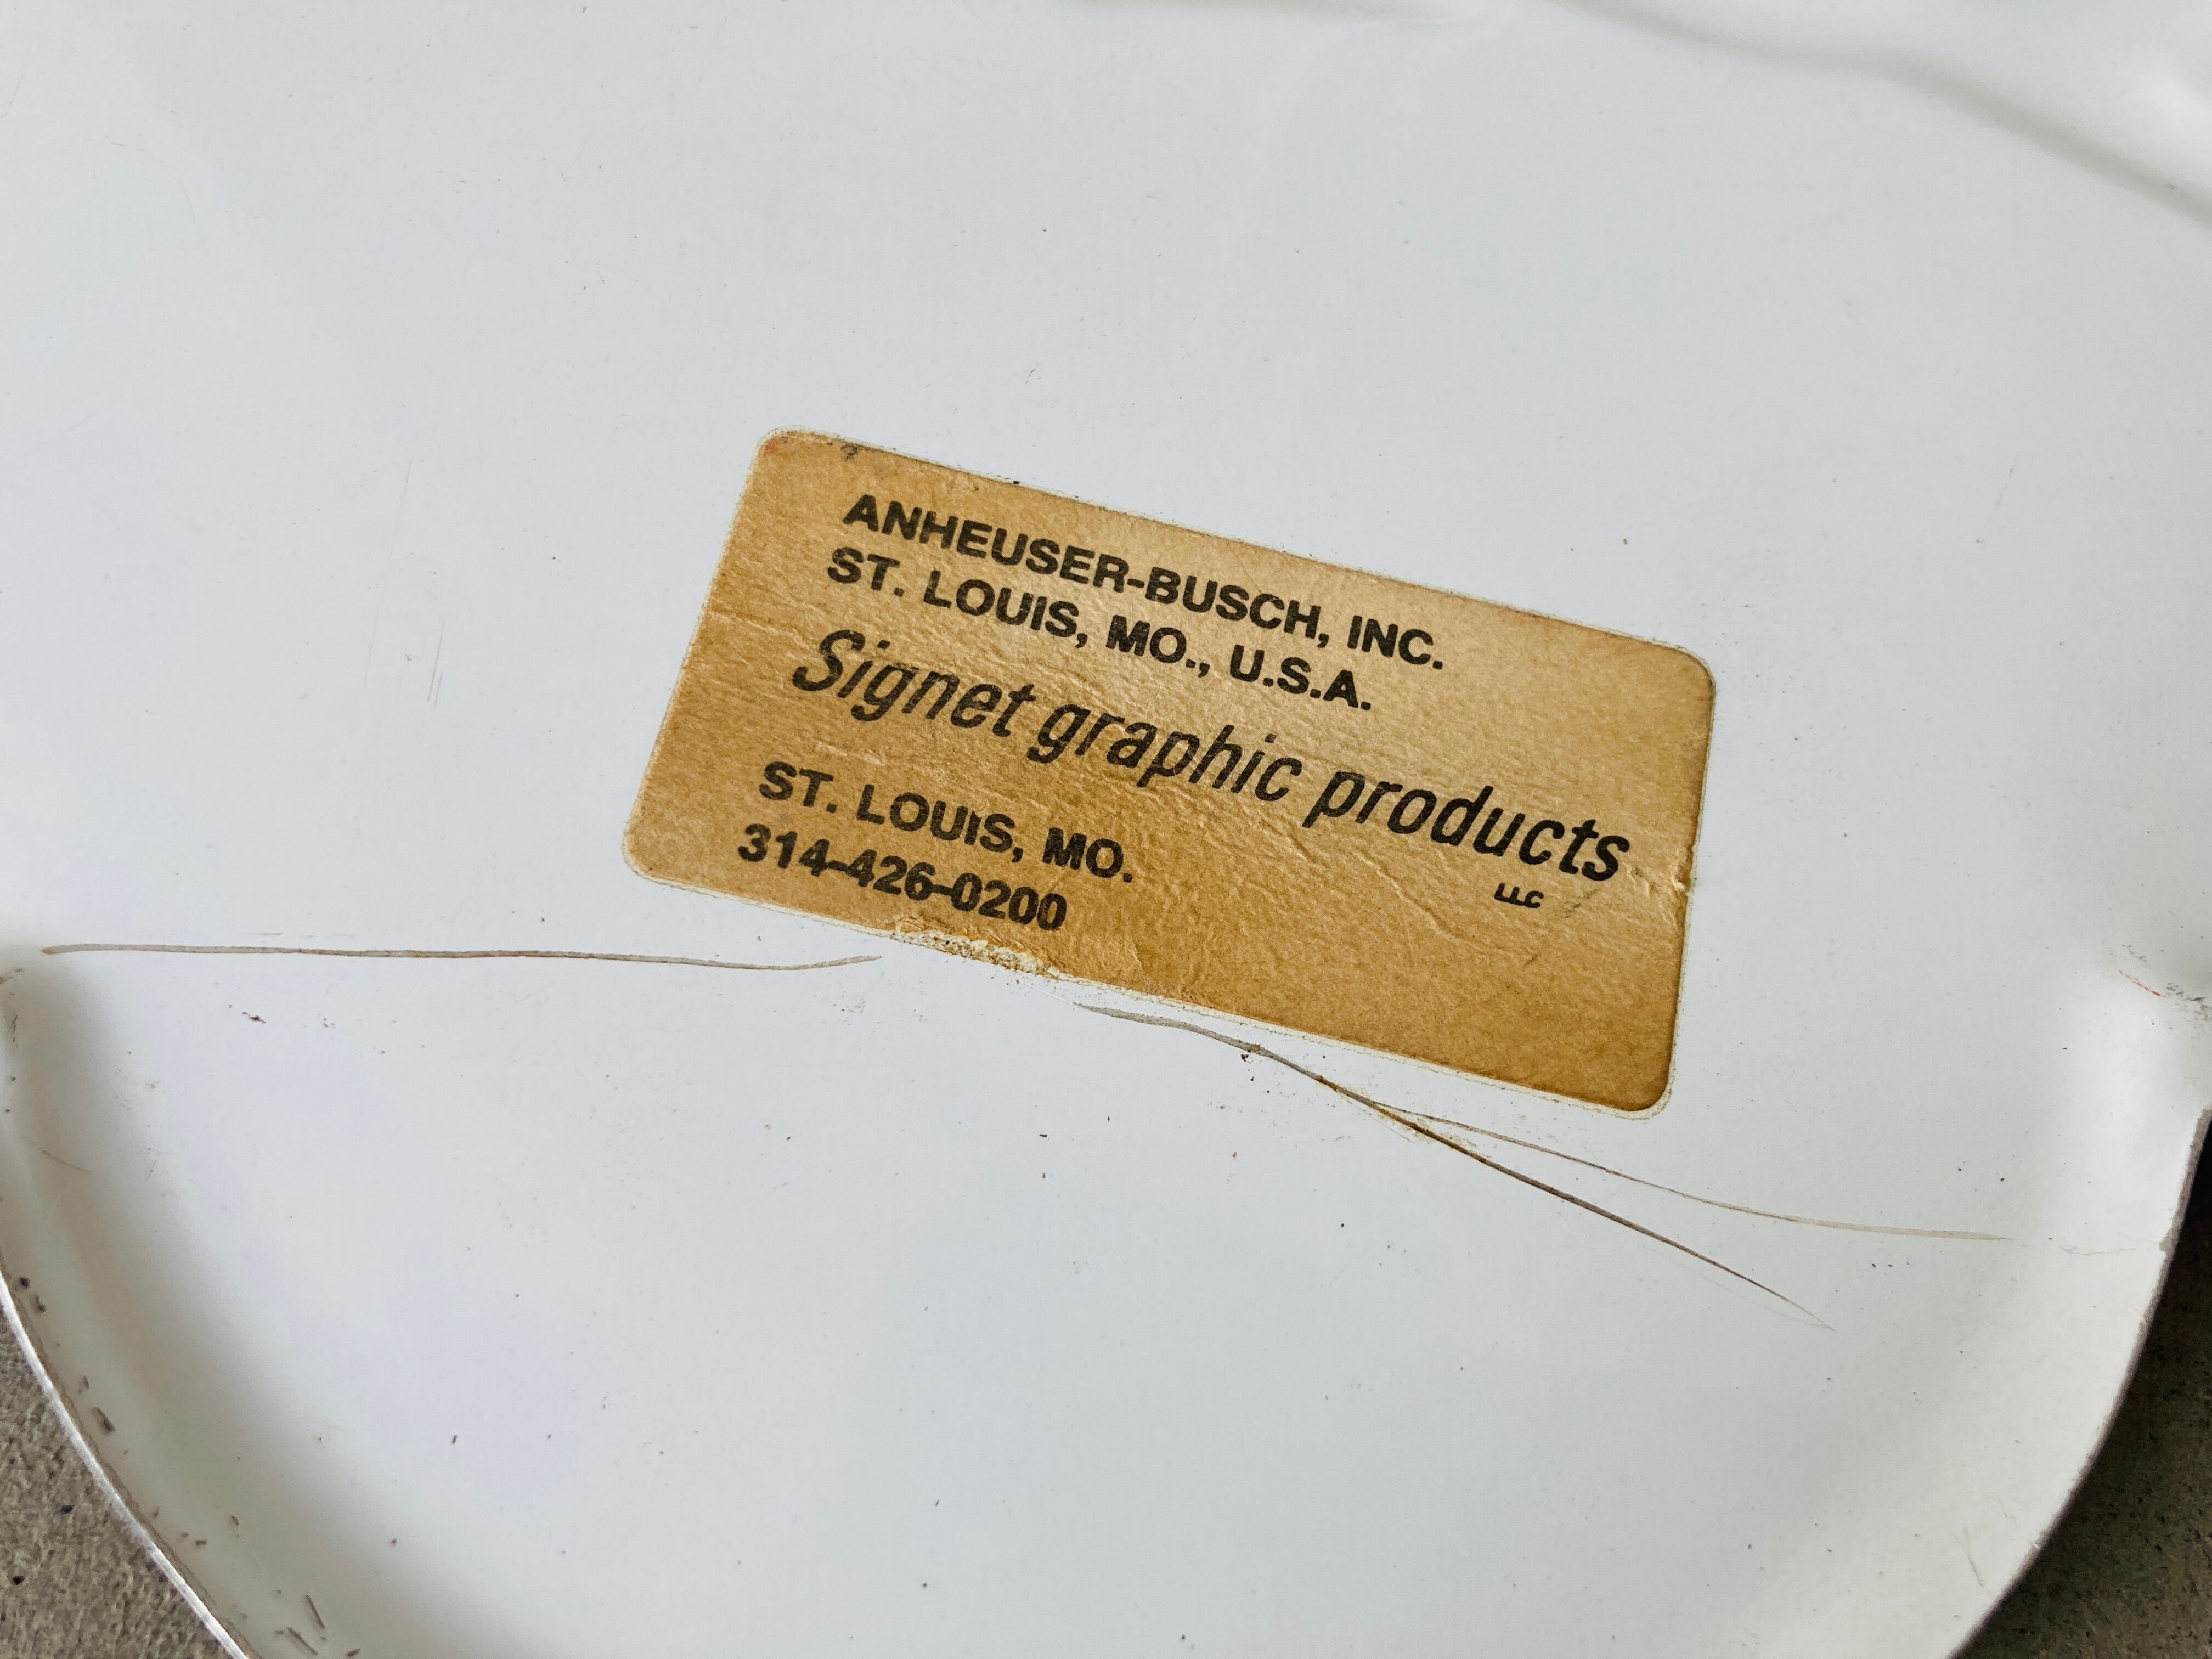 ANHEUSER-BUSCH, INC.
ST. LOUIS, MO., U.S.A.
Signet graphic products
LLC
ST. LOUIS, MO.
314-426-0200